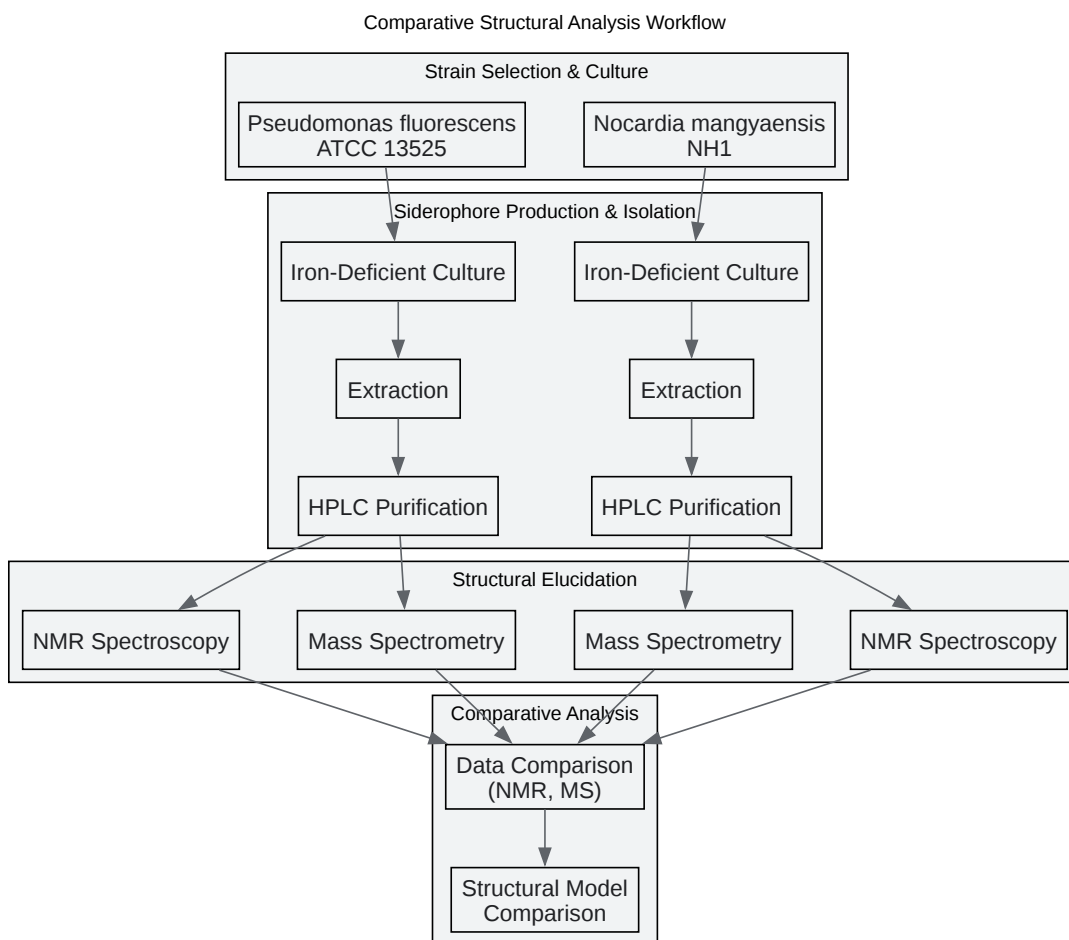 Comparative Structural Analysis Workflow
Strain Selection & Culture
Pseudomonas fluorescens
ATCC 13525
Nocardia mangyaensis
NH1
Siderophore Production & Isolation
Iron-Deficient Culture
Iron-Deficient Culture
Extraction
Extraction
HPLC Purification
HPLC Purification
Structural Elucidation
NMR Spectroscopy
Mass Spectrometry
Mass Spectrometry
NMR Spectroscopy
Comparative Analysis
Data Comparison
(NMR, MS)
Structural Model
Comparison